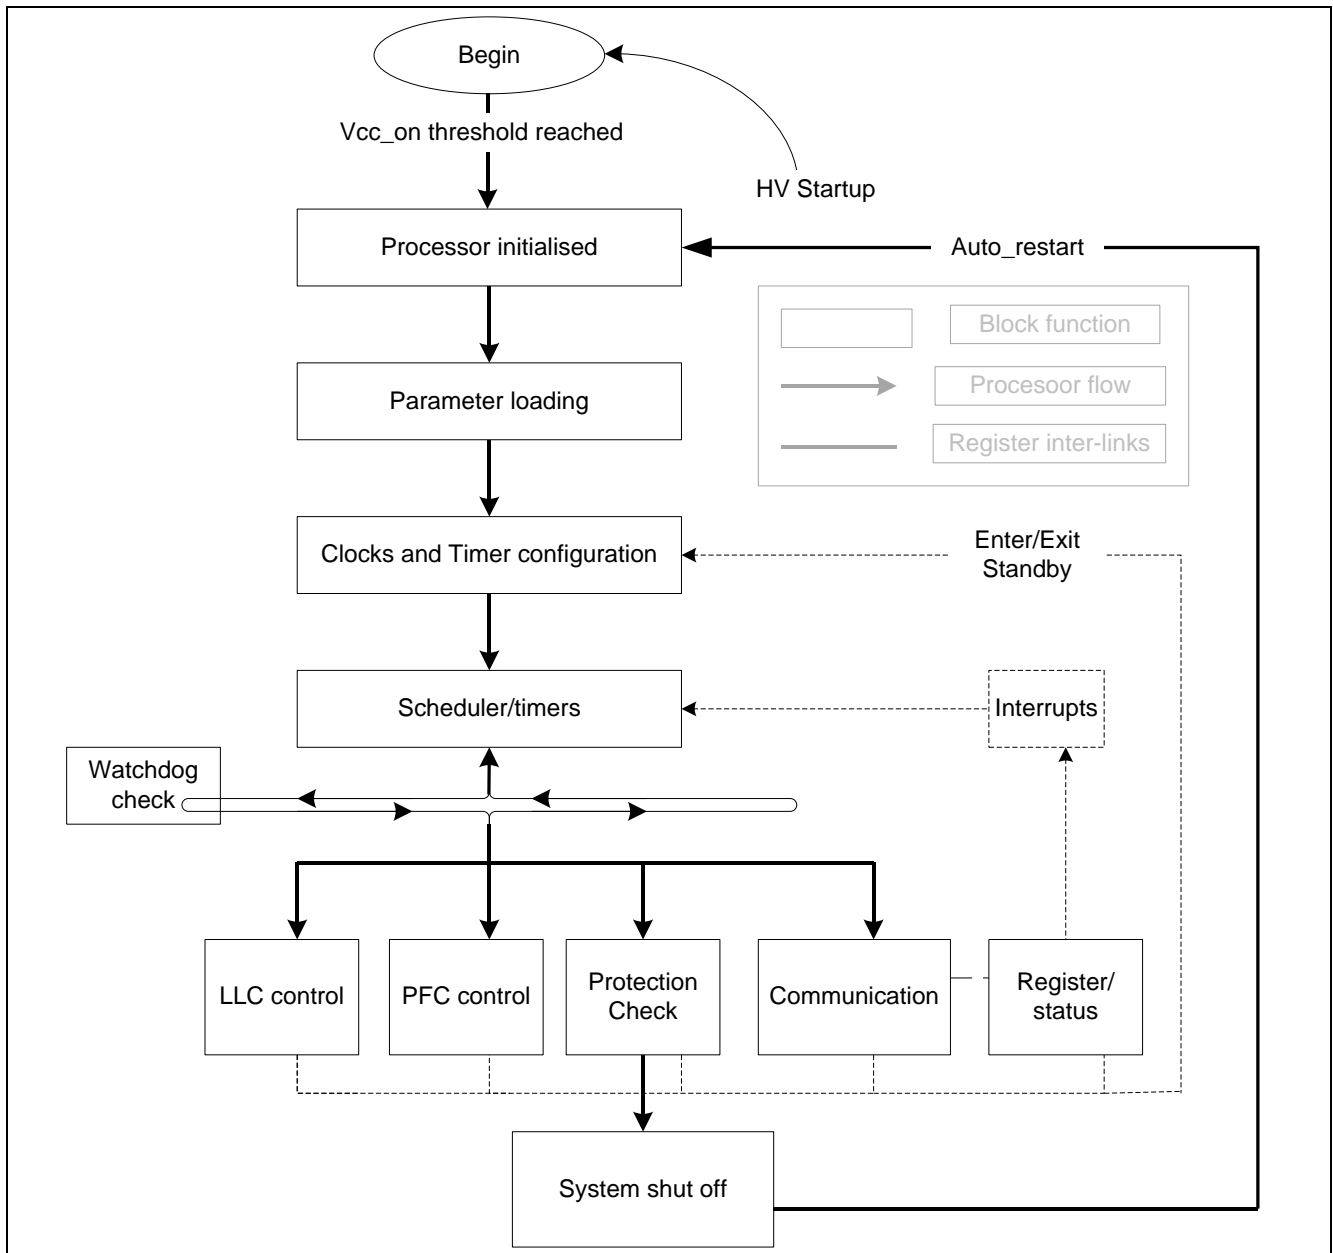 Begin
Vcc_on threshold reached
HV Startup
Processor initialised
Auto_restart
Block function
Procesoor flow
Register inter-links
Parameter loading
Clocks and Timer configuration
Enter/Exit
Standby
Scheduler/timers
Interrupts
Watchdog
check
LLC control
PFC control
Protection
Check
Communication
Register/
status
System shut off